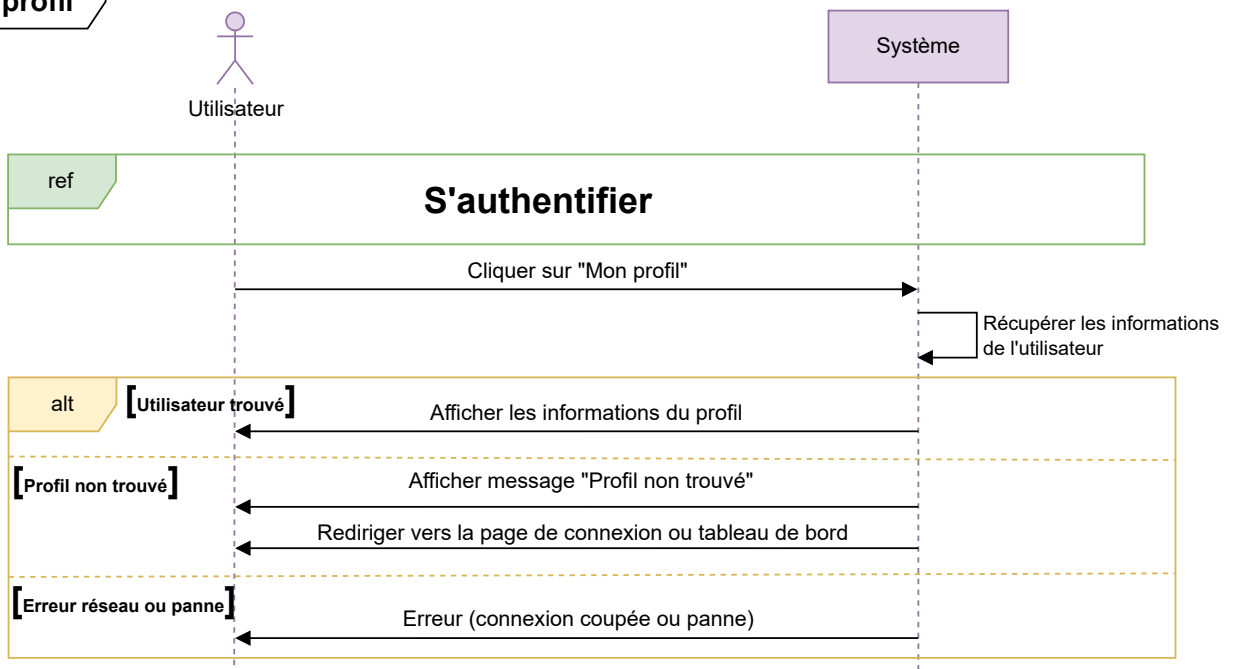 profil
Système
Utilisateur
ref
S'authentifier
Cliquer sur "Mon profil"
Récupérer les informations
de l'utilisateur
alt
[Utilisateur trouvé]
Afficher les informations du profil
[Profil non trouvé]
Afficher message "Profil non trouvé"
Rediriger vers la page de connexion ou tableau de bord
[Erreur réseau ou panne]
Erreur (connexion coupée ou panne)